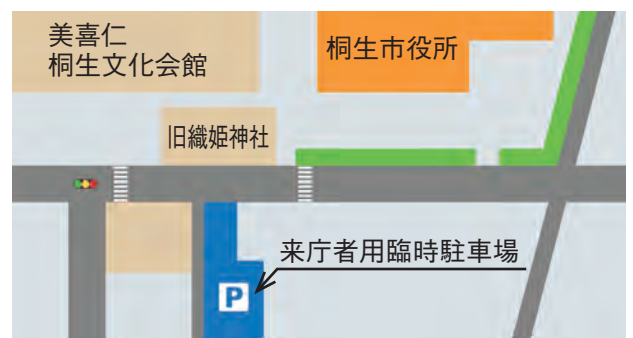 美喜仁
桐生文化会館
桐生市役所
旧織姫神社
来庁者用臨時駐車場
P